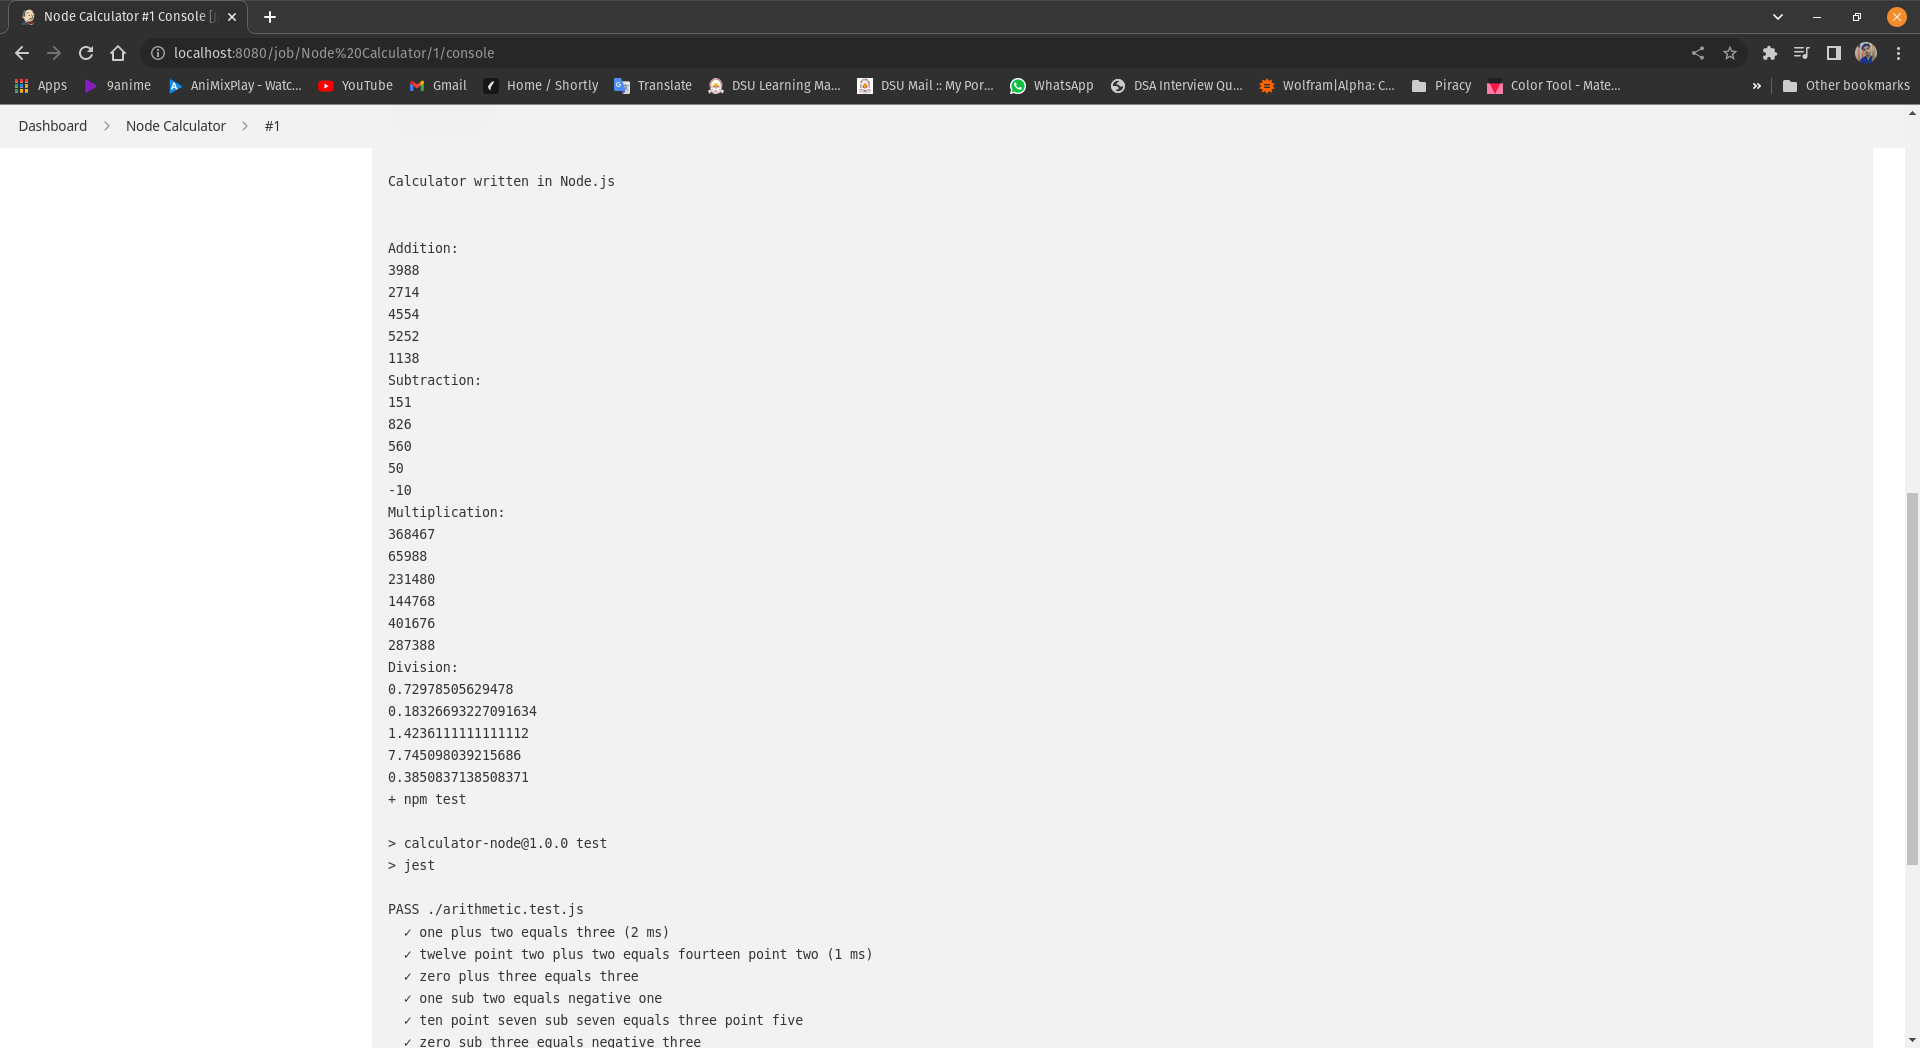 Node Calculator #1 Console [
localhost:8080/job/Node%20Calculator/1/console
Apps
9anime
AniMixPlay - Watc...
YouTube
Gmail
Home / Shortly
Translate
DSU Learning Ma...
DSU Mail :: My Por...
WhatsApp
DSA Interview Qu...
Wolfram|Alpha: C...
Piracy
Color Tool - Mate...
»
Other bookmarks
Dashboard > Node Calculator > #1
Calculator written in Node.js
Addition:
3988
2714
4554
5252
1138
Subtraction:
151
826
560
50
-10
Multiplication:
368467
65988
231480
144768
401676
287388
Division:
0.72978505629478
0.18326693227091634
1.4236111111111112
7.745098039215686
0.3850837138508371
+ npm test
> calculator-node@1.0.0 test
> jest
PASS ./arithmetic.test.js
✓ one plus two equals three (2 ms)
✓ twelve point two plus two equals fourteen point two (1 ms)
✓ zero plus three equals three
✓ one sub two equals negative one
✓ ten point seven sub seven equals three point five
✓ zero sub three equals negative three